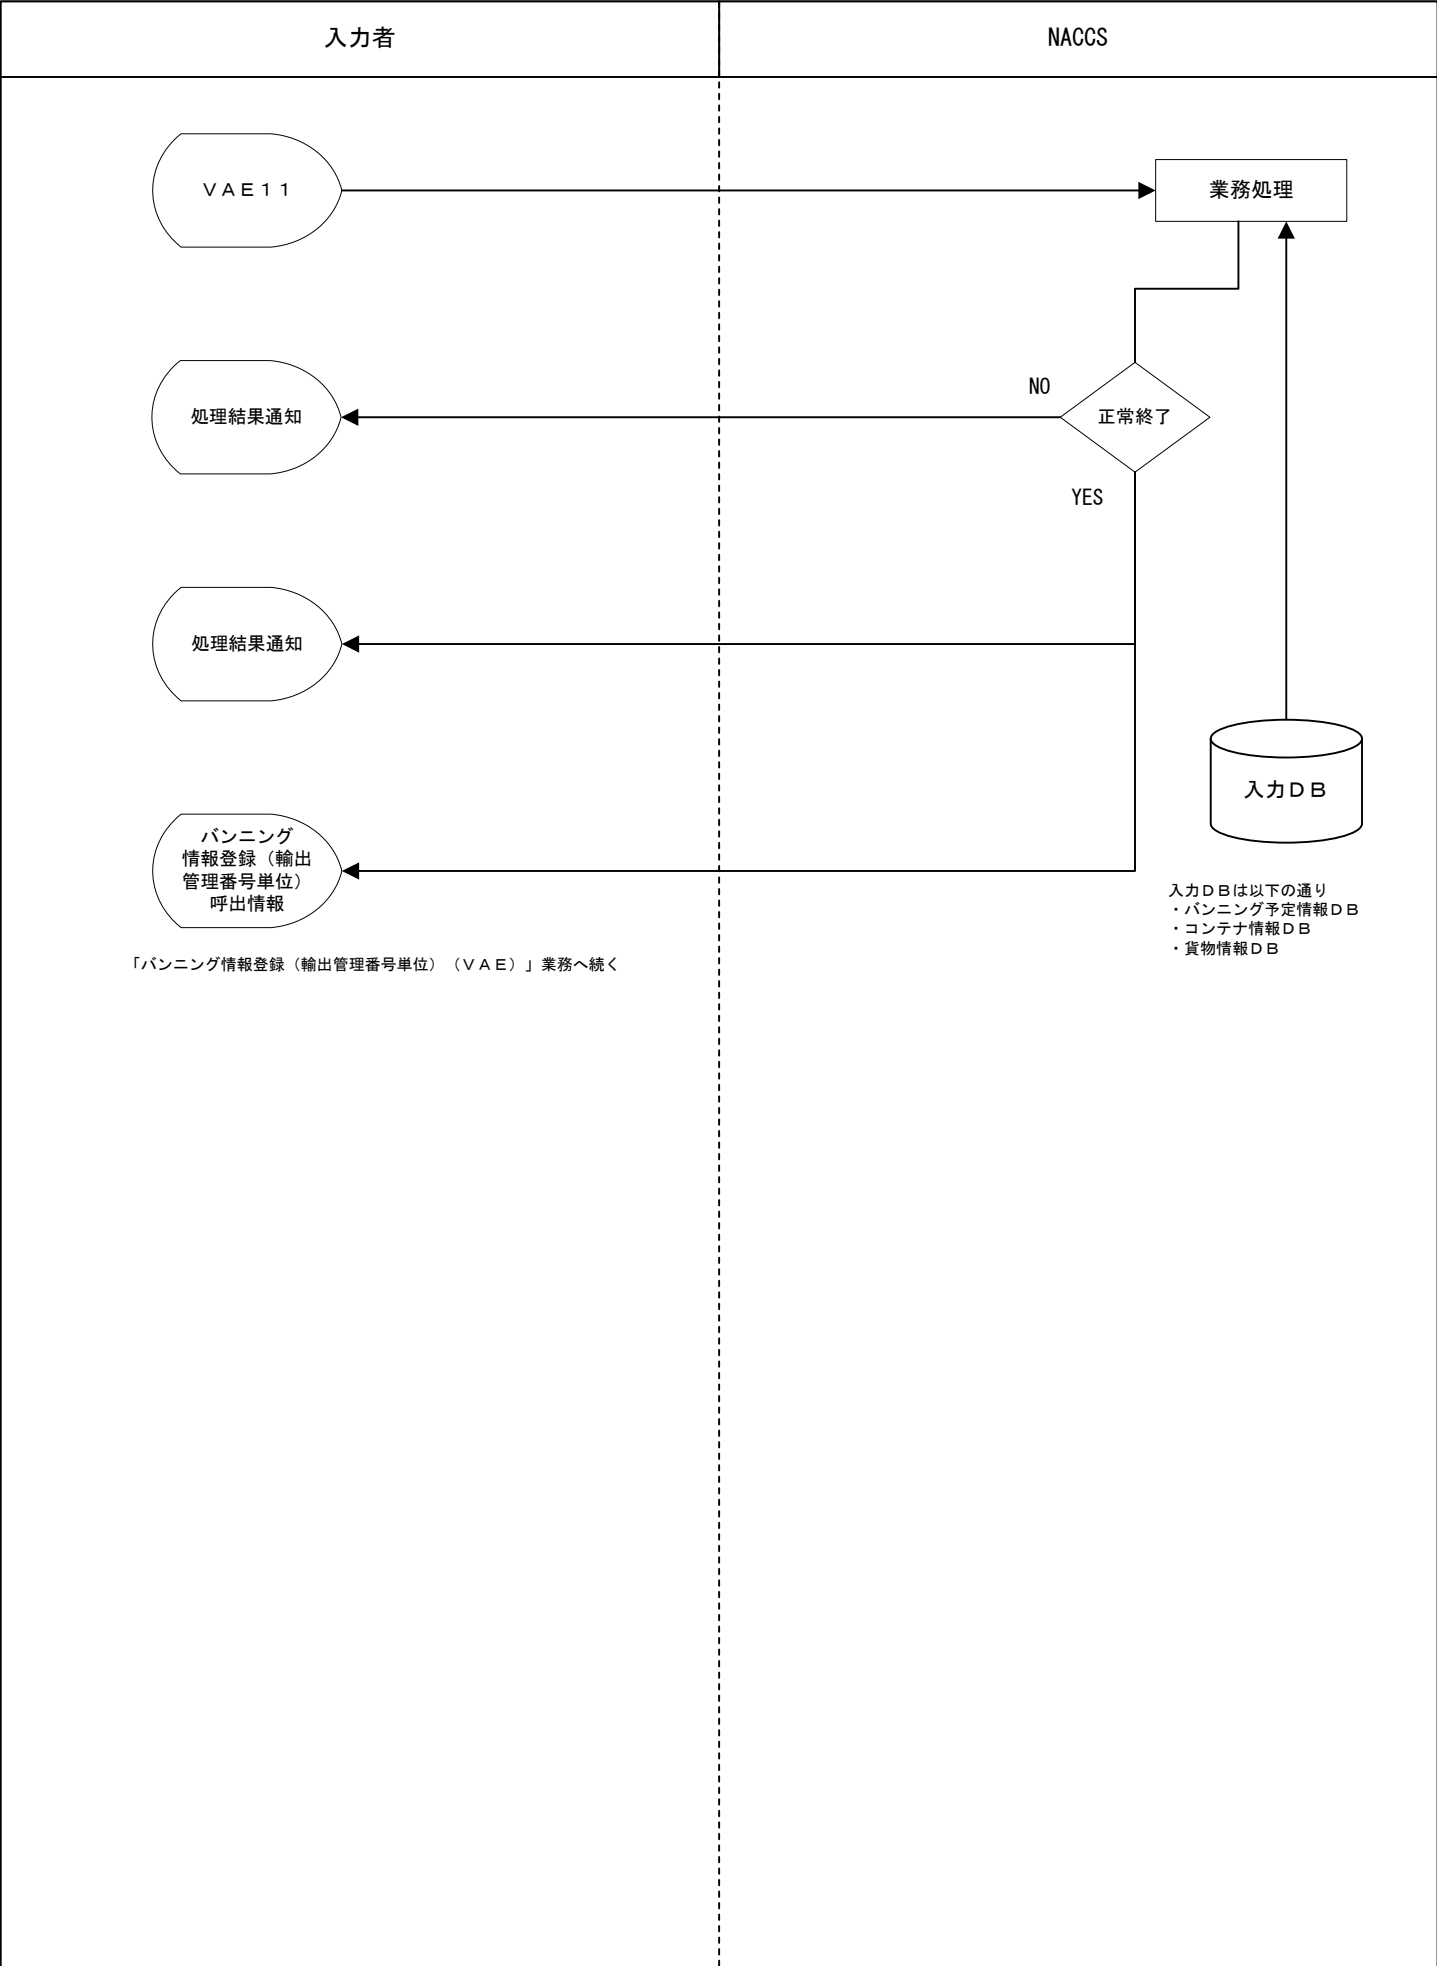 入力者
NACCS
ＶＡＥ１１
業務処理
NO
処理結果通知
正常終了
YES
処理結果通知
入力ＤＢ
バンニング
情報登録（輸出
管理番号単位）
呼出情報
入力ＤＢは以下の通り
・バンニング予定情報ＤＢ
・コンテナ情報ＤＢ
・貨物情報ＤＢ
「バンニング情報登録（輸出管理番号単位）（ＶＡＥ）」業務へ続く